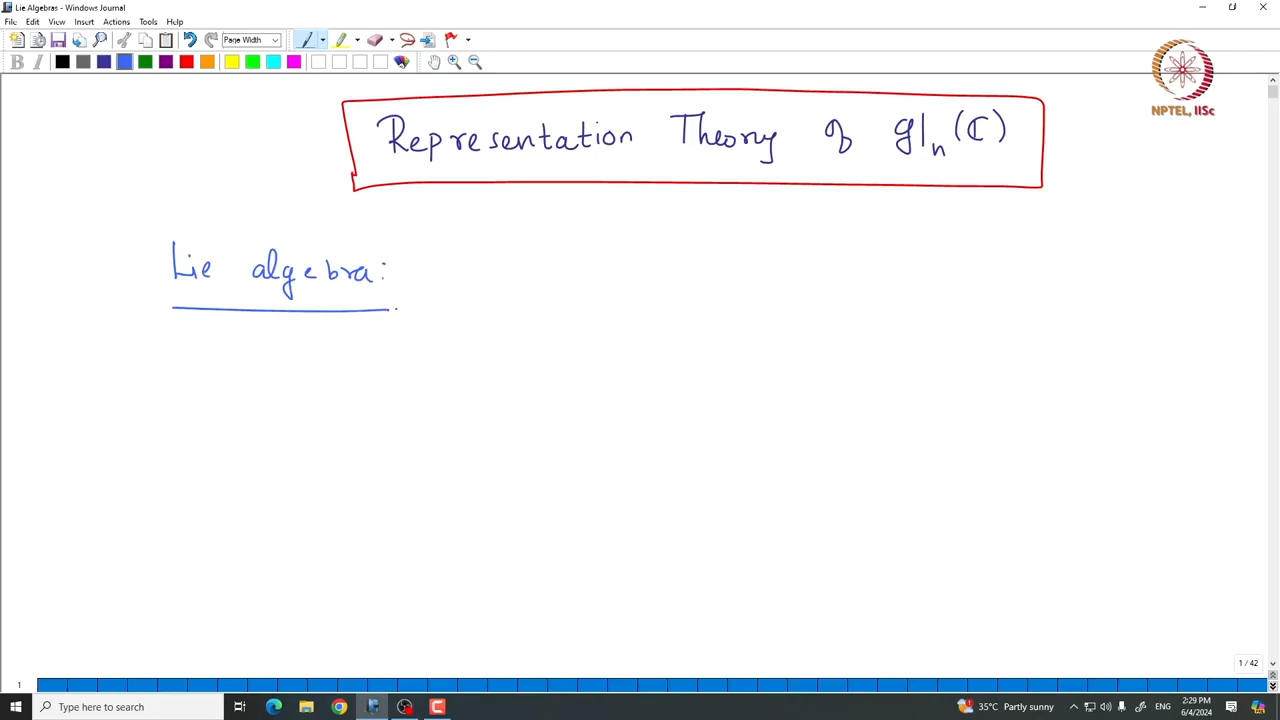 Lie Algebras - Windows Journal
File Edit View Insert Actions Tools Help
Page Width
B I
NPTEL, IISc
Representation Theory of gl_n(ℂ)
Lie algebra:
1 / 42
1
Type here to search
35°C Partly sunny
ENG
2:29 PM
6/4/2024